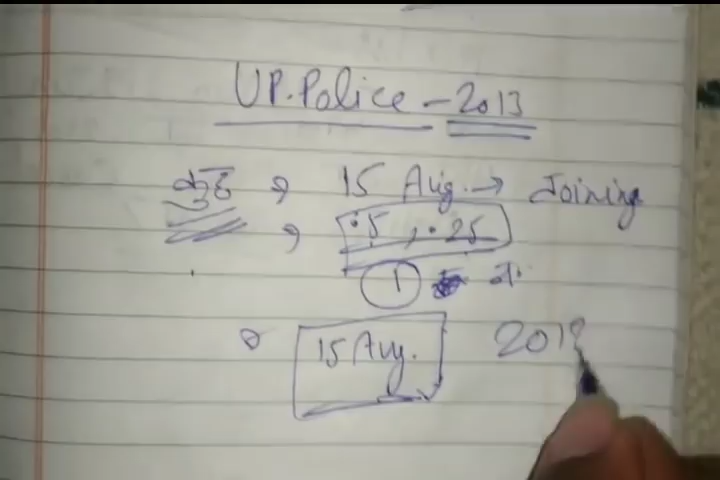 UP.Police - 2013
15 Aug. → Joining
.5 , .25
1 नं.
15 Aug. 2018